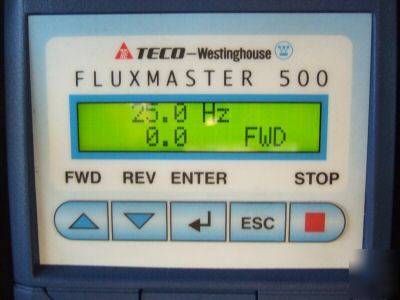 TECO-Westinghouse
FLUXMASTER 500
25.0 Hz
0.0 FWD
FWD REV ENTER STOP
ESC